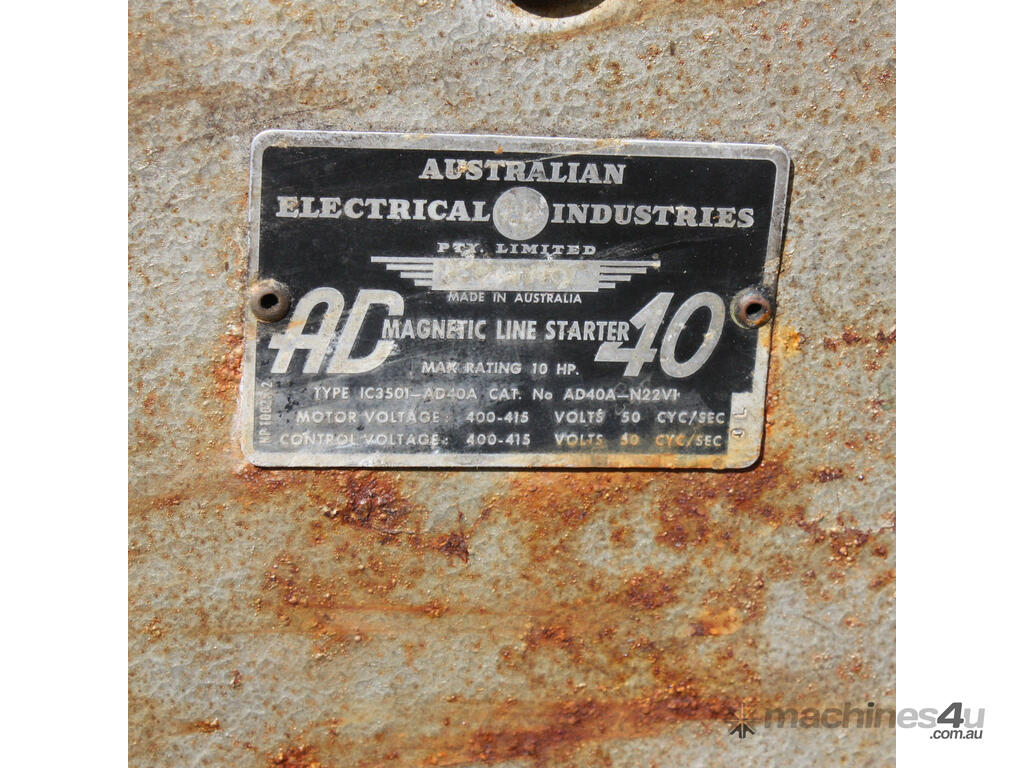 AUSTRALIAN
ELECTRICAL INDUSTRIES
PTY. LIMITED
MADE IN AUSTRALIA
AD MAGNETIC LINE STARTER 40
MAX RATING 10 HP.
TYPE IC3501-AD40A CAT. No AD40A-N22V1
MOTOR VOLTAGE: 400-415 VOLTS 50 CYC/SEC
CONTROL VOLTAGE: 400-415 VOLTS 50 CYC/SEC
machines4u
.com.au